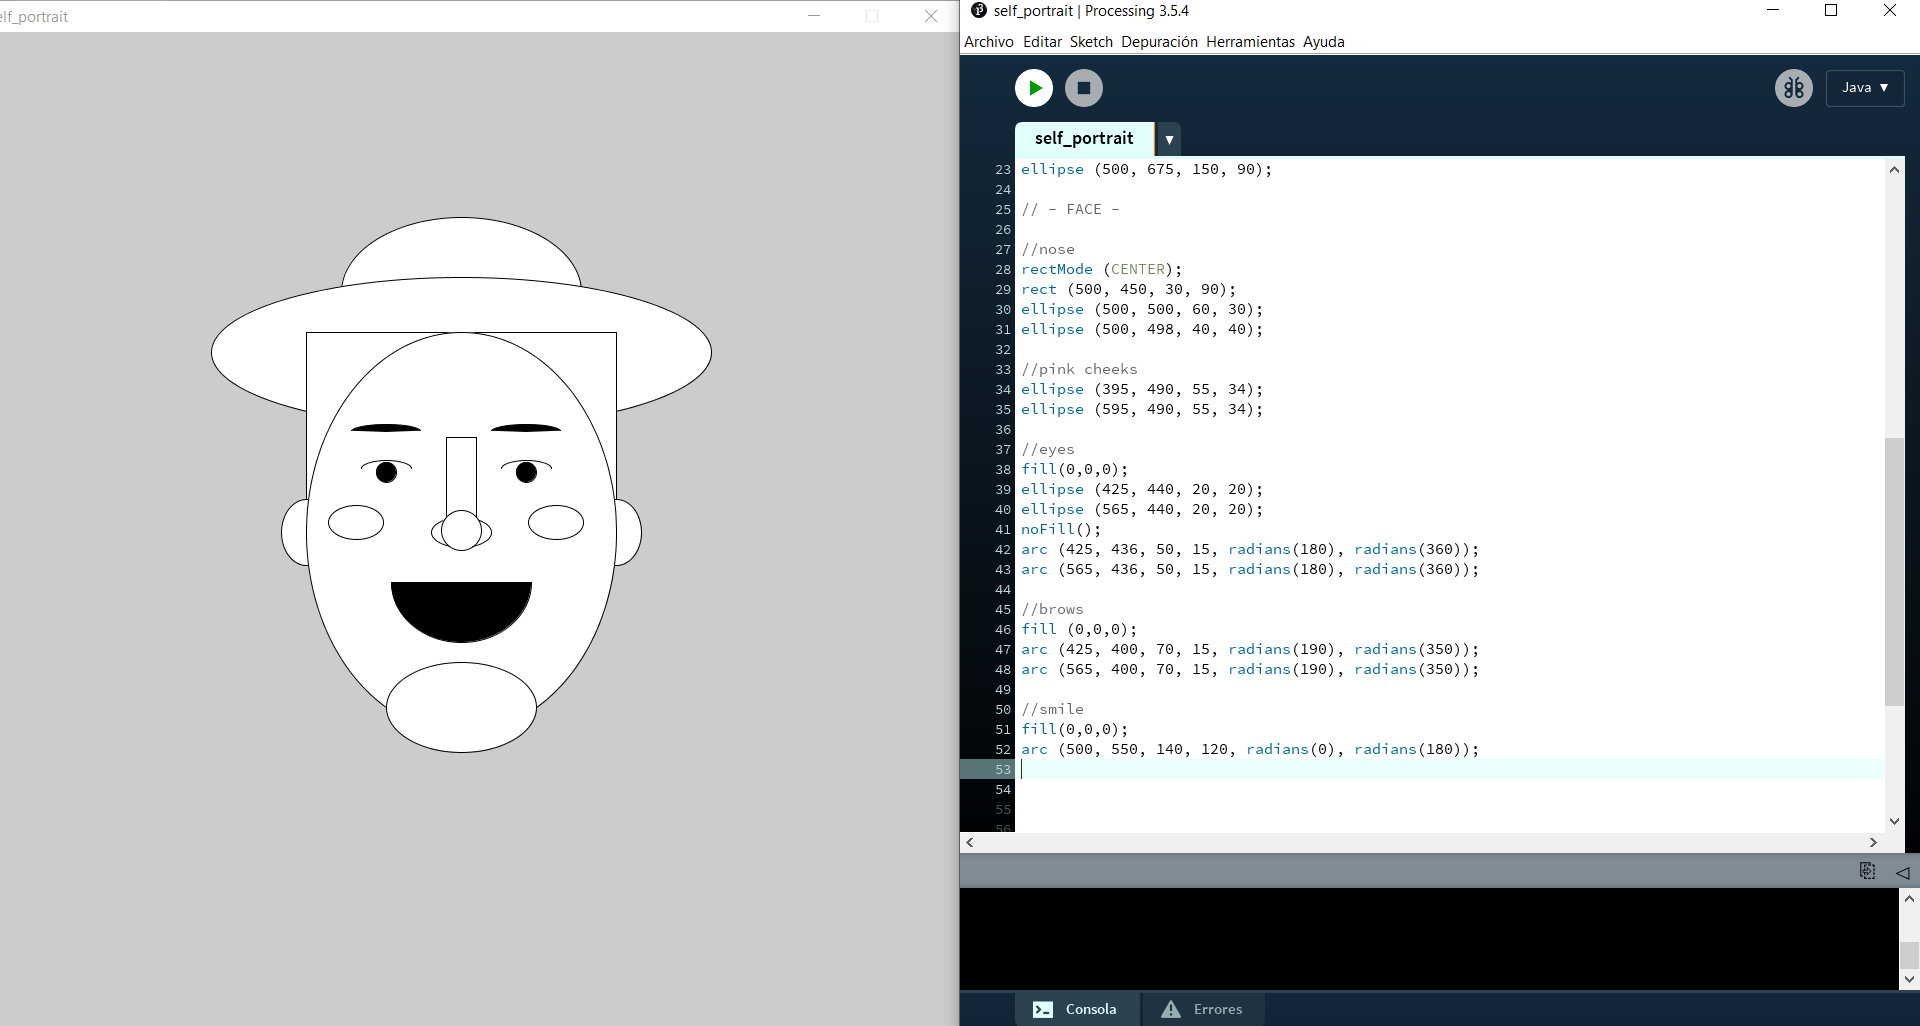 elf_portrait
self_portrait | Processing 3.5.4
Archivo Editar Sketch Depuración Herramientas Ayuda
Java ▼
self_portrait ▼
23 ellipse (500, 675, 150, 90);
24
25 // - FACE -
26
27 //nose
28 rectMode (CENTER);
29 rect (500, 450, 30, 90);
30 ellipse (500, 500, 60, 30);
31 ellipse (500, 498, 40, 40);
32
33 //pink cheeks
34 ellipse (395, 490, 55, 34);
35 ellipse (595, 490, 55, 34);
36
37 //eyes
38 fill(0,0,0);
39 ellipse (425, 440, 20, 20);
40 ellipse (565, 440, 20, 20);
41 noFill();
42 arc (425, 436, 50, 15, radians(180), radians(360));
43 arc (565, 436, 50, 15, radians(180), radians(360));
44
45 //brows
46 fill (0,0,0);
47 arc (425, 400, 70, 15, radians(190), radians(350));
48 arc (565, 400, 70, 15, radians(190), radians(350));
49
50 //smile
51 fill(0,0,0);
52 arc (500, 550, 140, 120, radians(0), radians(180));
53
54
55
56
Consola
Errores